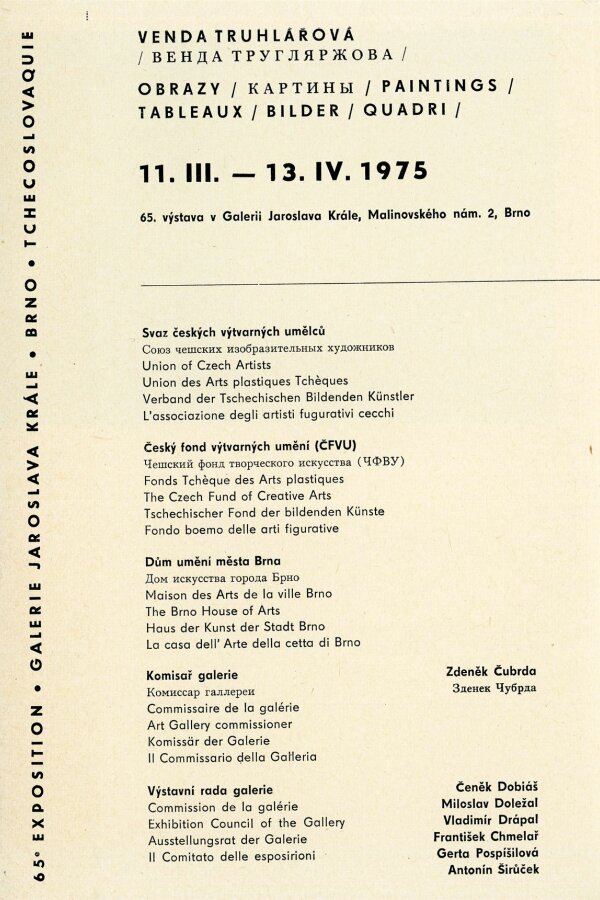 65e EXPOSITION • GALERIE JAROSLAVA KRÁLE • BRNO • TCHECOSLOVAQUIE
VENDA TRUHLÁŘOVÁ
/ ВЕНДА ТРУГЛЯРЖОВА /
OBRAZY / КАРТИНЫ / PAINTINGS /
TABLEAUX / BILDER / QUADRI /
11. III. — 13. IV. 1975
65. výstava v Galerii Jaroslava Krále, Malinovského nám. 2, Brno
Svaz českých výtvarných umělců
Союз чешских изобразительных художников
Union of Czech Artists
Union des Arts plastiques Tchèques
Verband der Tschechischen Bildenden Künstler
L'associazione degli artisti fugurativi cecchi
Český fond výtvarných umění (ČFVU)
Чешский фонд творческого искусства (ЧФВУ)
Fonds Tchèque des Arts plastiques
The Czech Fund of Creative Arts
Tschechischer Fond der bildenden Künste
Fondo boemo delle arti figurative
Dům umění města Brna
Дом искусства города Брно
Maison des Arts de la ville Brno
The Brno House of Arts
Haus der Kunst der Stadt Brno
La casa dell' Arte della cetta di Brno
Komisař galerie
Комиссар галлереи
Commissaire de la galérie
Art Gallery commissioner
Komissär der Galerie
Il Commissario della Galleria
Zdeněk Čubrda
Зденек Чубрда
Výstavní rada galerie
Commission de la galérie
Exhibition Council of the Gallery
Ausstellungsrat der Galerie
Il Comitato delle esposirioni
Čeněk Dobiáš
Miloslav Doležal
Vladimír Drápal
František Chmelař
Gerta Pospíšilová
Antonín Širůček